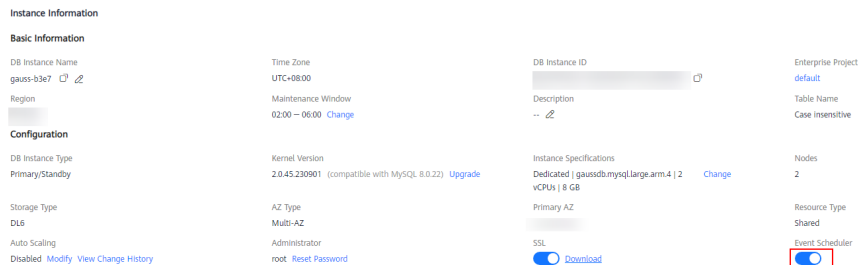 Instance Information
Basic Information
DB Instance Name Time Zone DB Instance ID Enterprise Project
gauss-b3e7 UTC+08:00 default
Region Maintenance Window Description Table Name
02:00 — 06:00 Change -- Case insensitive
Configuration
DB Instance Type Kernel Version Instance Specifications Nodes
Primary/Standby 2.0.45.230901 (compatible with MySQL 8.0.22) Upgrade Dedicated | gaussdb.mysql.large.arm.4 | 2 Change 2
vCPUs | 8 GB
Storage Type AZ Type Primary AZ Resource Type
DL6 Multi-AZ Shared
Auto Scaling Administrator SSL Event Scheduler
Disabled Modify View Change History root Reset Password Download